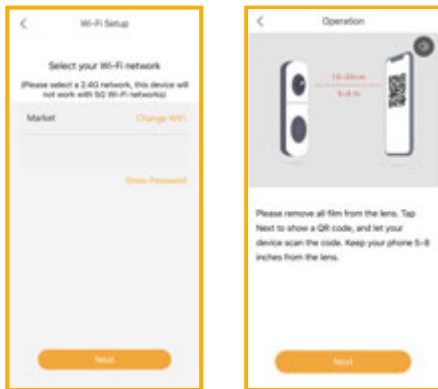 Wi-Fi Setup
Select your Wi-Fi network
(Please select a 2.4G network, this device will
not work with 5G Wi-Fi networks)
Market Change WiFi
Show Password
Next
Operation
5-8 in
Please remove all film from the lens. Tap
Next to show a QR code, and let your
device scan the code. Keep your phone 5-8
inches from the lens.
Next